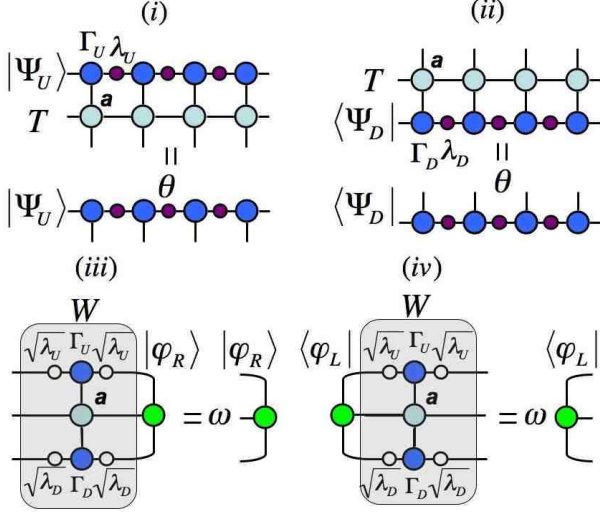 (i)
Γ_U λ_U
|Ψ_U⟩
a
T
=
θ
|Ψ_U⟩
(ii)
a
T
⟨Ψ_D|
Γ_D λ_D
=
θ
⟨Ψ_D|
(iii)
W
√λ_U Γ_U √λ_U |φ_R⟩ |φ_R⟩
a
= ω
√λ_D Γ_D √λ_D
(iv)
W
⟨φ_L| √λ_U Γ_U √λ_U ⟨φ_L|
a
= ω
√λ_D Γ_D √λ_D